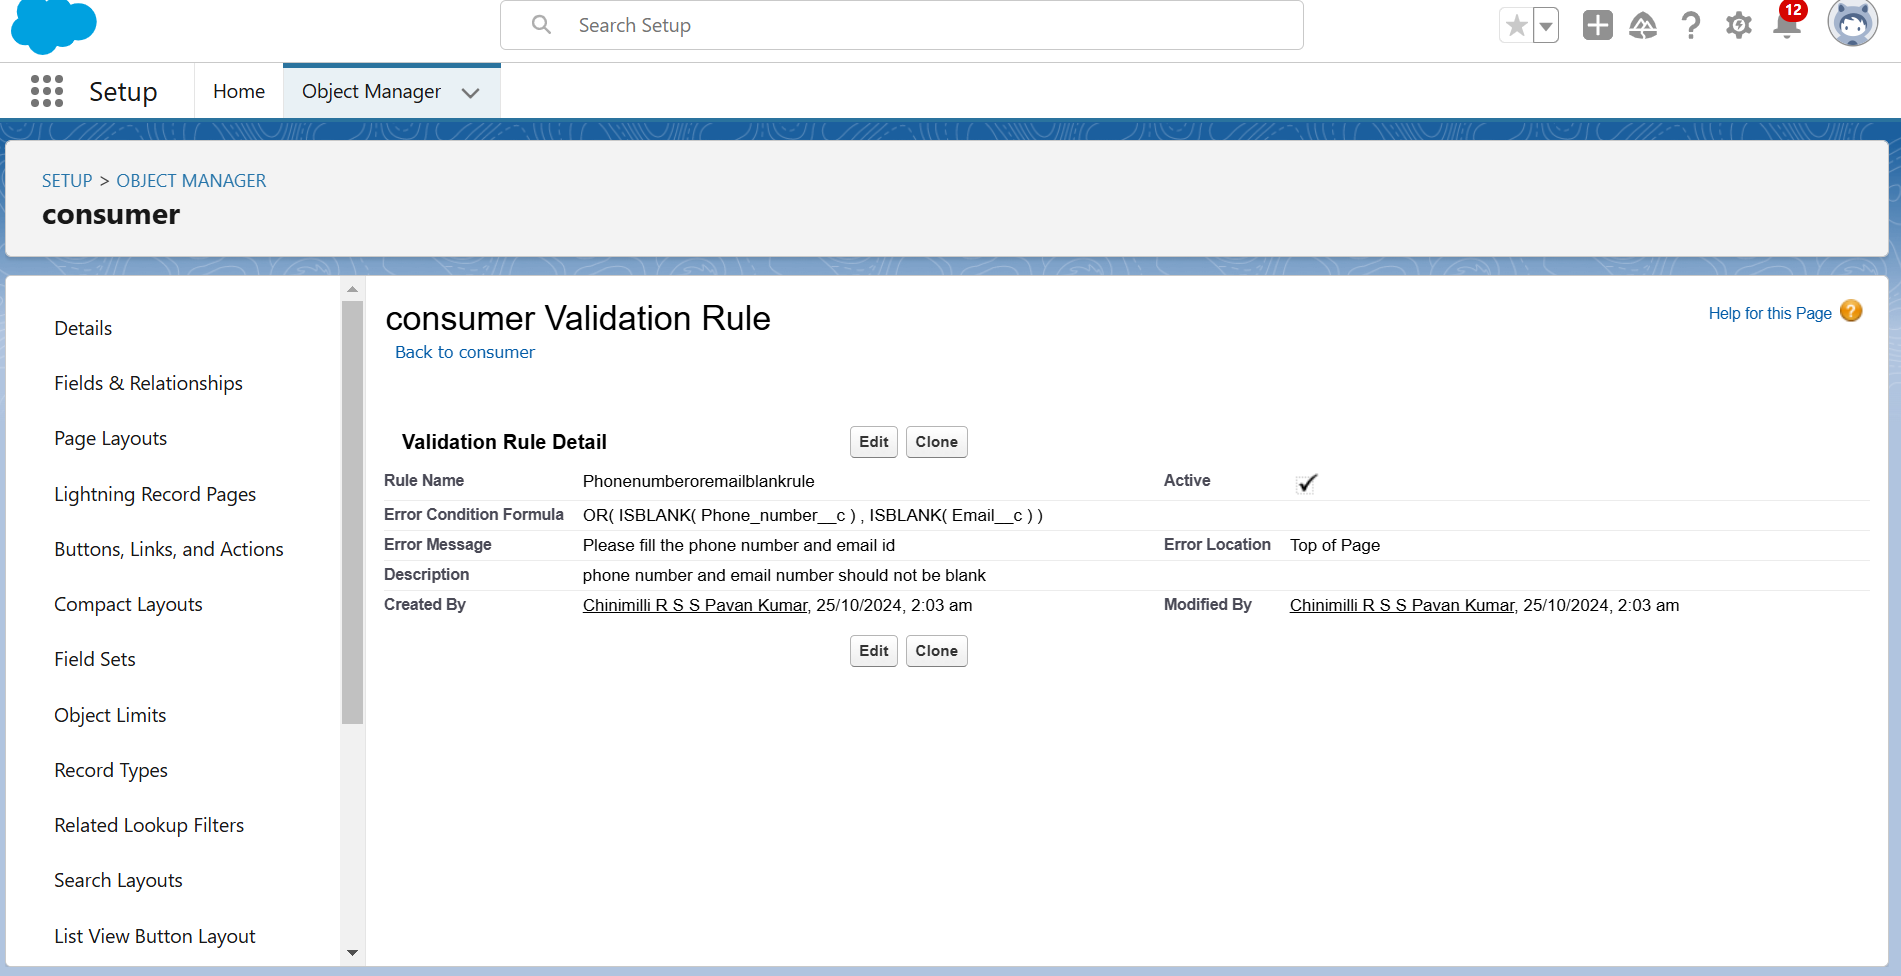 Search Setup
12
Setup
Home
Object Manager
SETUP > OBJECT MANAGER
consumer
Details
Fields & Relationships
Page Layouts
Lightning Record Pages
Buttons, Links, and Actions
Compact Layouts
Field Sets
Object Limits
Record Types
Related Lookup Filters
Search Layouts
List View Button Layout
consumer Validation Rule
Help for this Page ?
Back to consumer
Validation Rule Detail
Edit Clone
Rule Name Phonenumberoremailblankrule Active
Error Condition Formula OR( ISBLANK( Phone_number__c ) , ISBLANK( Email__c ) )
Error Message Please fill the phone number and email id Error Location Top of Page
Description phone number and email number should not be blank
Created By Chinimilli R S S Pavan Kumar, 25/10/2024, 2:03 am Modified By Chinimilli R S S Pavan Kumar, 25/10/2024, 2:03 am
Edit Clone